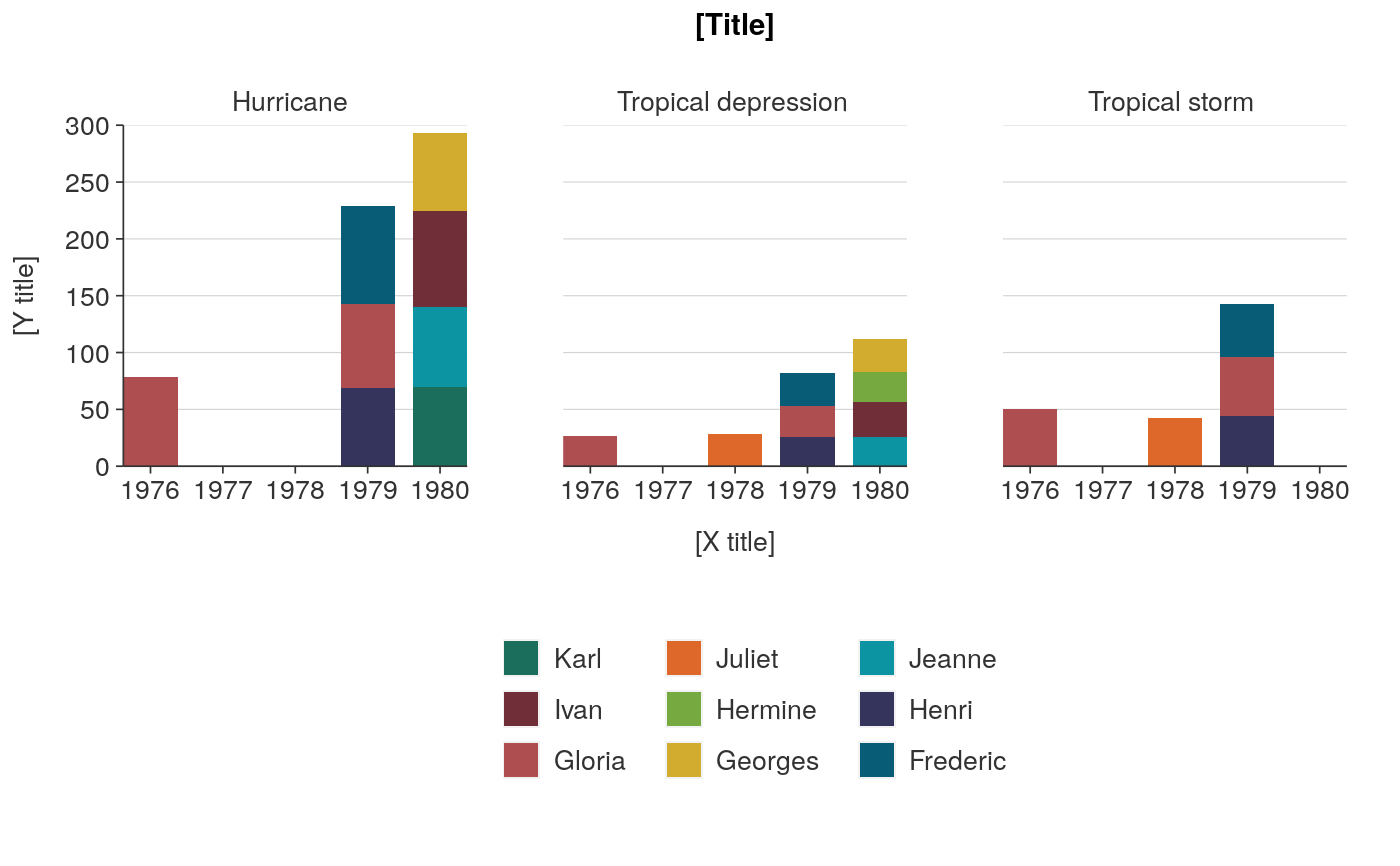 [Title]
Hurricane
Tropical depression
Tropical storm
[Y title]
300
250
200
150
100
50
0
1976 1977 1978 1979 1980
1976 1977 1978 1979 1980
1976 1977 1978 1979 1980
[X title]
Karl Juliet Jeanne
Ivan Hermine Henri
Gloria Georges Frederic